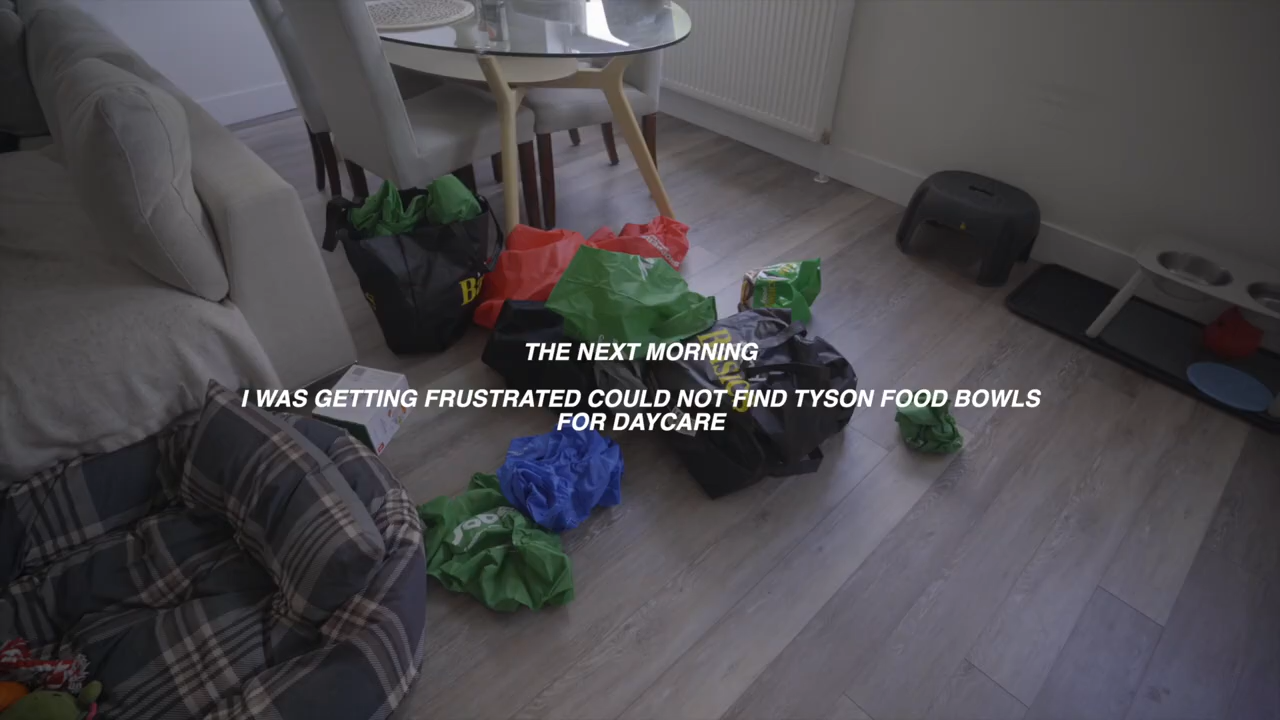 THE NEXT MORNING
I WAS GETTING FRUSTRATED COULD NOT FIND TYSON FOOD BOWLS
FOR DAYCARE